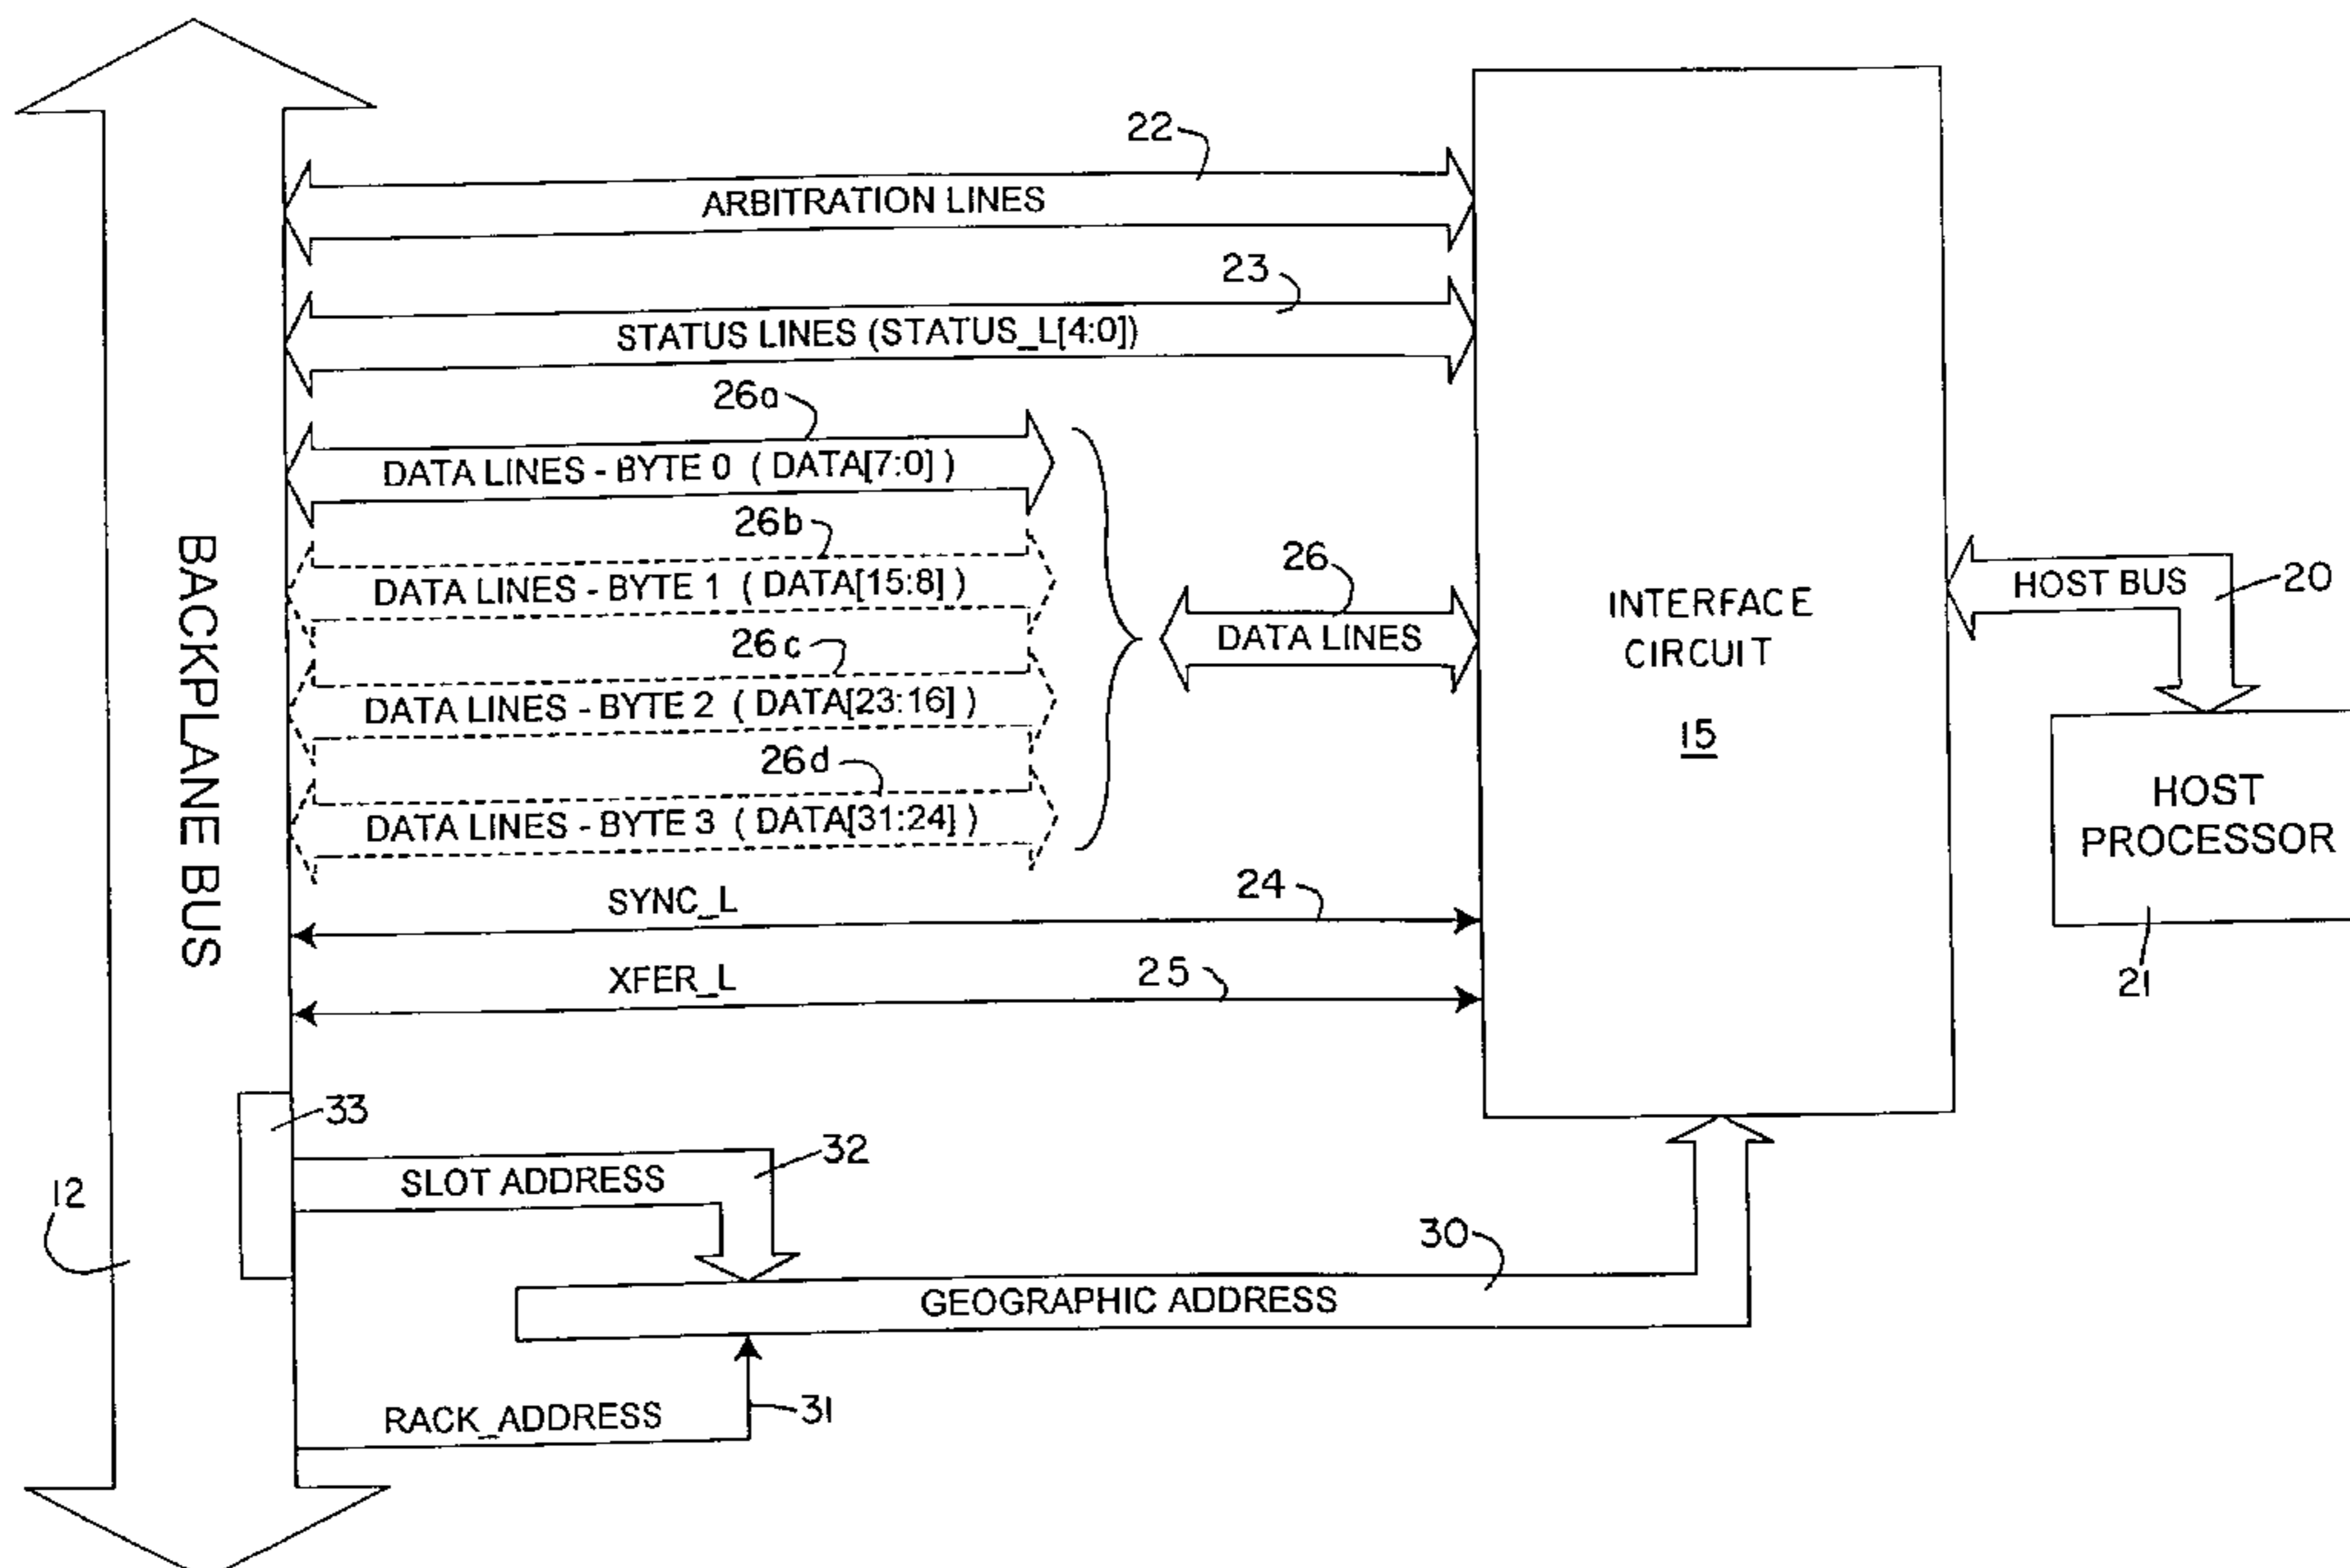 22
ARBITRATION LINES
23
STATUS LINES (STATUS_L[4:0])
26a
DATA LINES - BYTE 0 ( DATA[7:0] )
26b
DATA LINES - BYTE 1 ( DATA[15:8] )
26c
DATA LINES - BYTE 2 ( DATA[23:16] )
26d
DATA LINES - BYTE 3 ( DATA[31:24] )
26
DATA LINES
INTERFACE
CIRCUIT
15
HOST BUS
20
HOST
PROCESSOR
21
BACKPLANE BUS
SYNC_L
24
XFER_L
25
33
SLOT ADDRESS
32
12
GEOGRAPHIC ADDRESS
30
RACK_ADDRESS
31